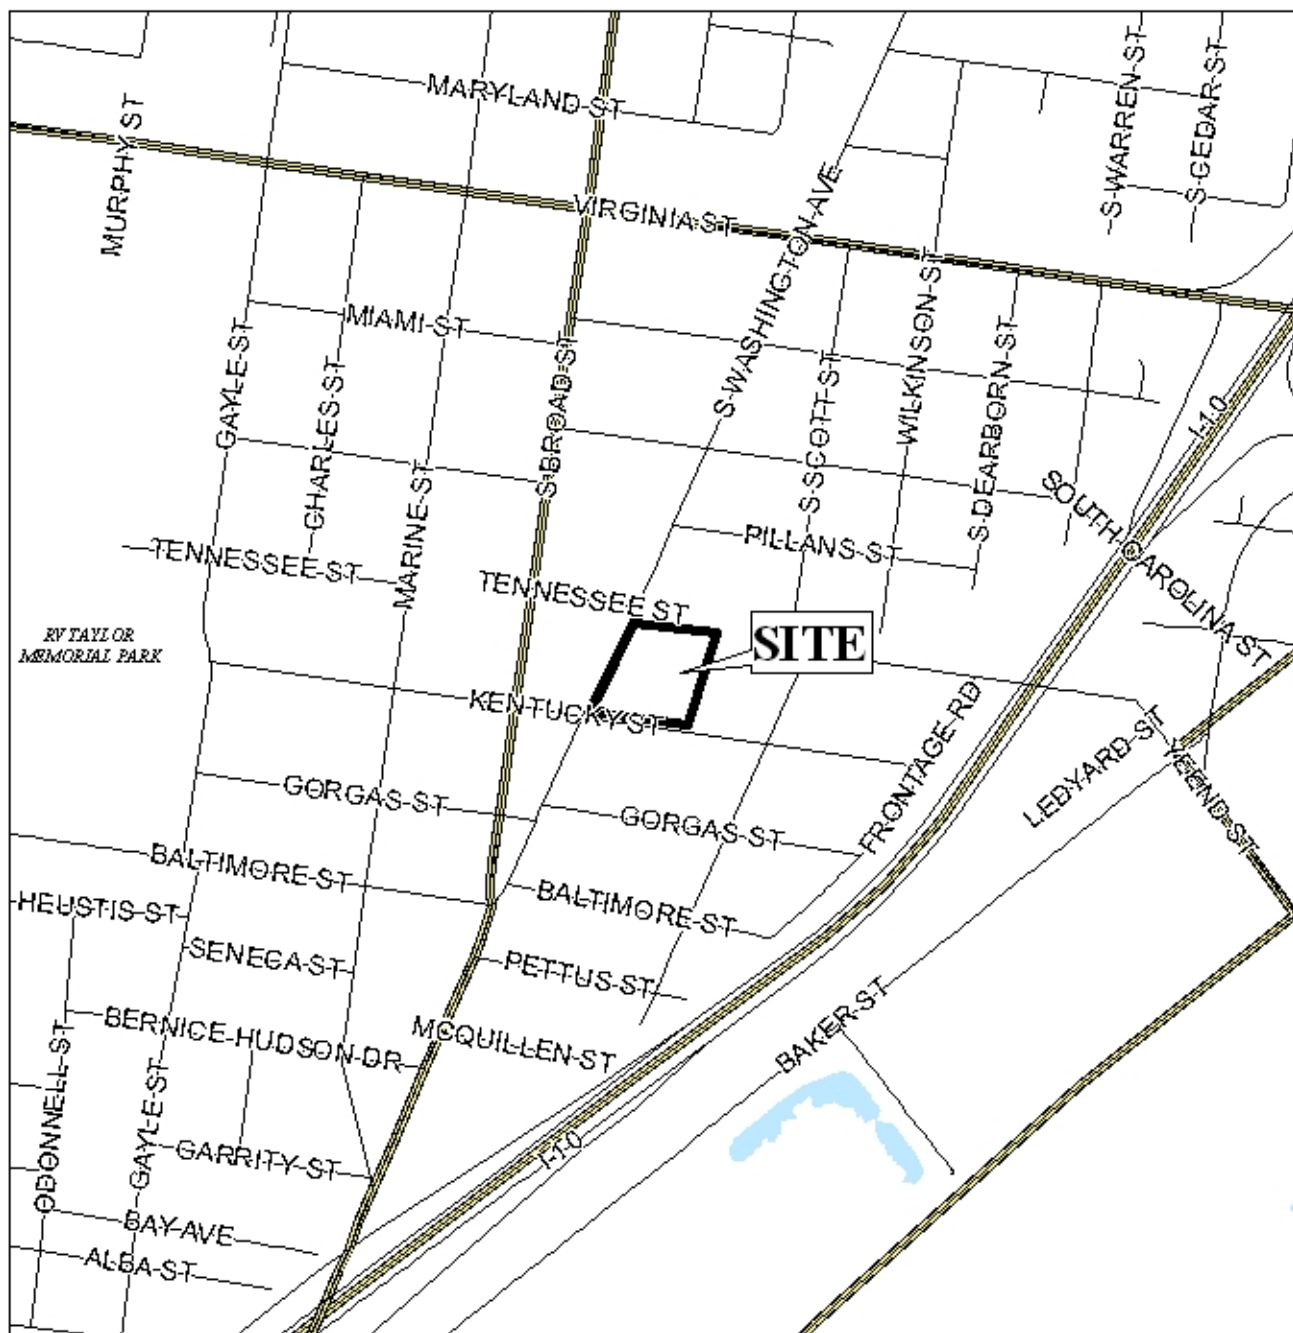 MARYLAND ST
S WARREN ST
S CEDAR ST
MURPHY ST
VIRGINIA ST
S WASHINGTON AVE
MIAMI ST
GAYLE ST
CHARLES ST
MARINE ST
S BROAD ST
S SCOTT ST
WILKINSON ST
S DEARBORN ST
I-10
SOUTH CAROLINA ST
PILLANS ST
TENNESSEE ST
TENNESSEE ST
RV TAYLOR
MEMORIAL PARK
SITE
KENTUCKY ST
FRONTAGE RD
LEDYARD ST
YEEND ST
GORGAS ST
GORGAS ST
BALTIMORE ST
BALTIMORE ST
HEUSTIS ST
SENECA ST
PETTUS ST
BERNICE HUDSON DR
MCQUILLEN ST
BAKER ST
ODONNELL ST
GAYLE ST
GARRITY ST
I-10
BAY AVE
ALBA ST